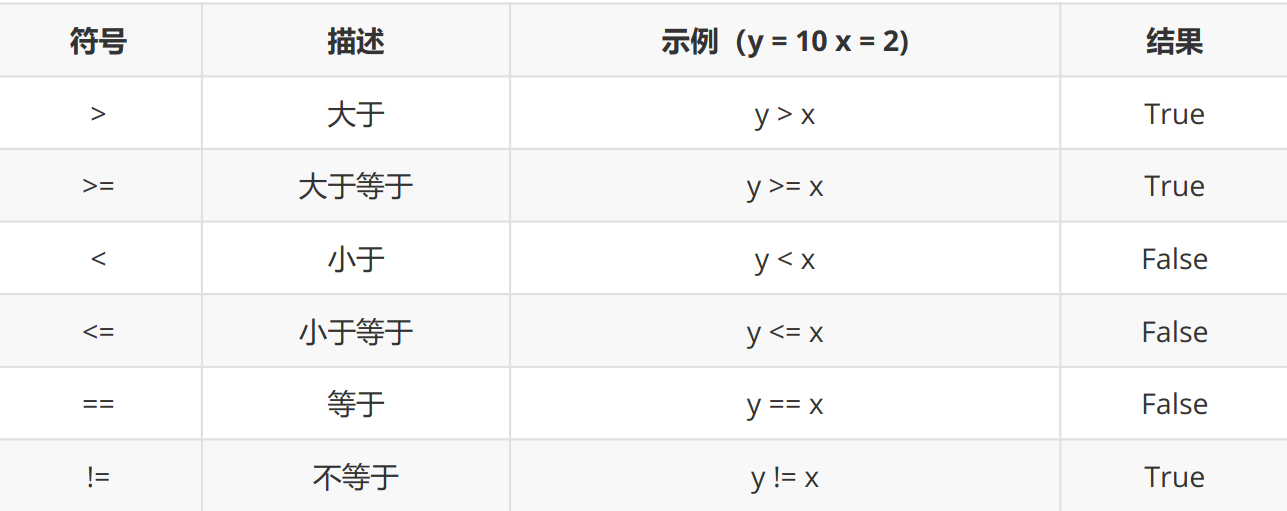 符号 描述 示例（y = 10 x = 2) 结果
> 大于 y > x True
>= 大于等于 y >= x True
< 小于 y < x False
<= 小于等于 y <= x False
== 等于 y == x False
!= 不等于 y != x True